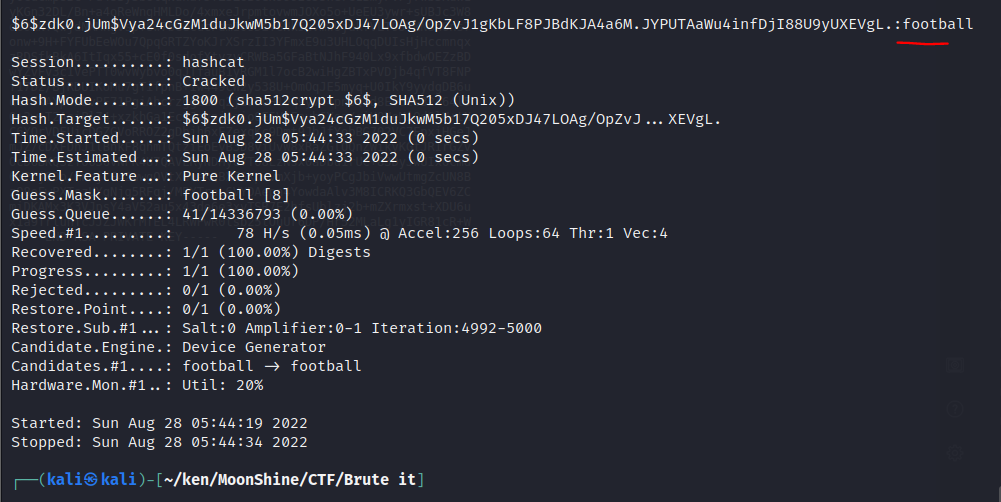 $6$zdk0.jUm$Vya24cGzM1duJkwM5b17Q205xDJ47LOAg/OpZvJ1gKbLF8PJBdKJA4a6M.JYPUTAaWu4infDjI88U9yUXEVgL.:football
Session..........: hashcat
Status...........: Cracked
Hash.Mode........: 1800 (sha512crypt $6$, SHA512 (Unix))
Hash.Target......: $6$zdk0.jUm$Vya24cGzM1duJkwM5b17Q205xDJ47LOAg/OpZvJ...XEVgL.
Time.Started.....: Sun Aug 28 05:44:33 2022 (0 secs)
Time.Estimated...: Sun Aug 28 05:44:33 2022 (0 secs)
Kernel.Feature...: Pure Kernel
Guess.Mask.......: football [8]
Guess.Queue......: 41/14336793 (0.00%)
Speed.#1.........:       78 H/s (0.05ms) @ Accel:256 Loops:64 Thr:1 Vec:4
Recovered........: 1/1 (100.00%) Digests
Progress.........: 1/1 (100.00%)
Rejected.........: 0/1 (0.00%)
Restore.Point....: 0/1 (0.00%)
Restore.Sub.#1...: Salt:0 Amplifier:0-1 Iteration:4992-5000
Candidate.Engine.: Device Generator
Candidates.#1....: football -> football
Hardware.Mon.#1..: Util: 20%
Started: Sun Aug 28 05:44:19 2022
Stopped: Sun Aug 28 05:44:34 2022
┌──(kali㉿kali)-[~/ken/MoonShine/CTF/Brute it]